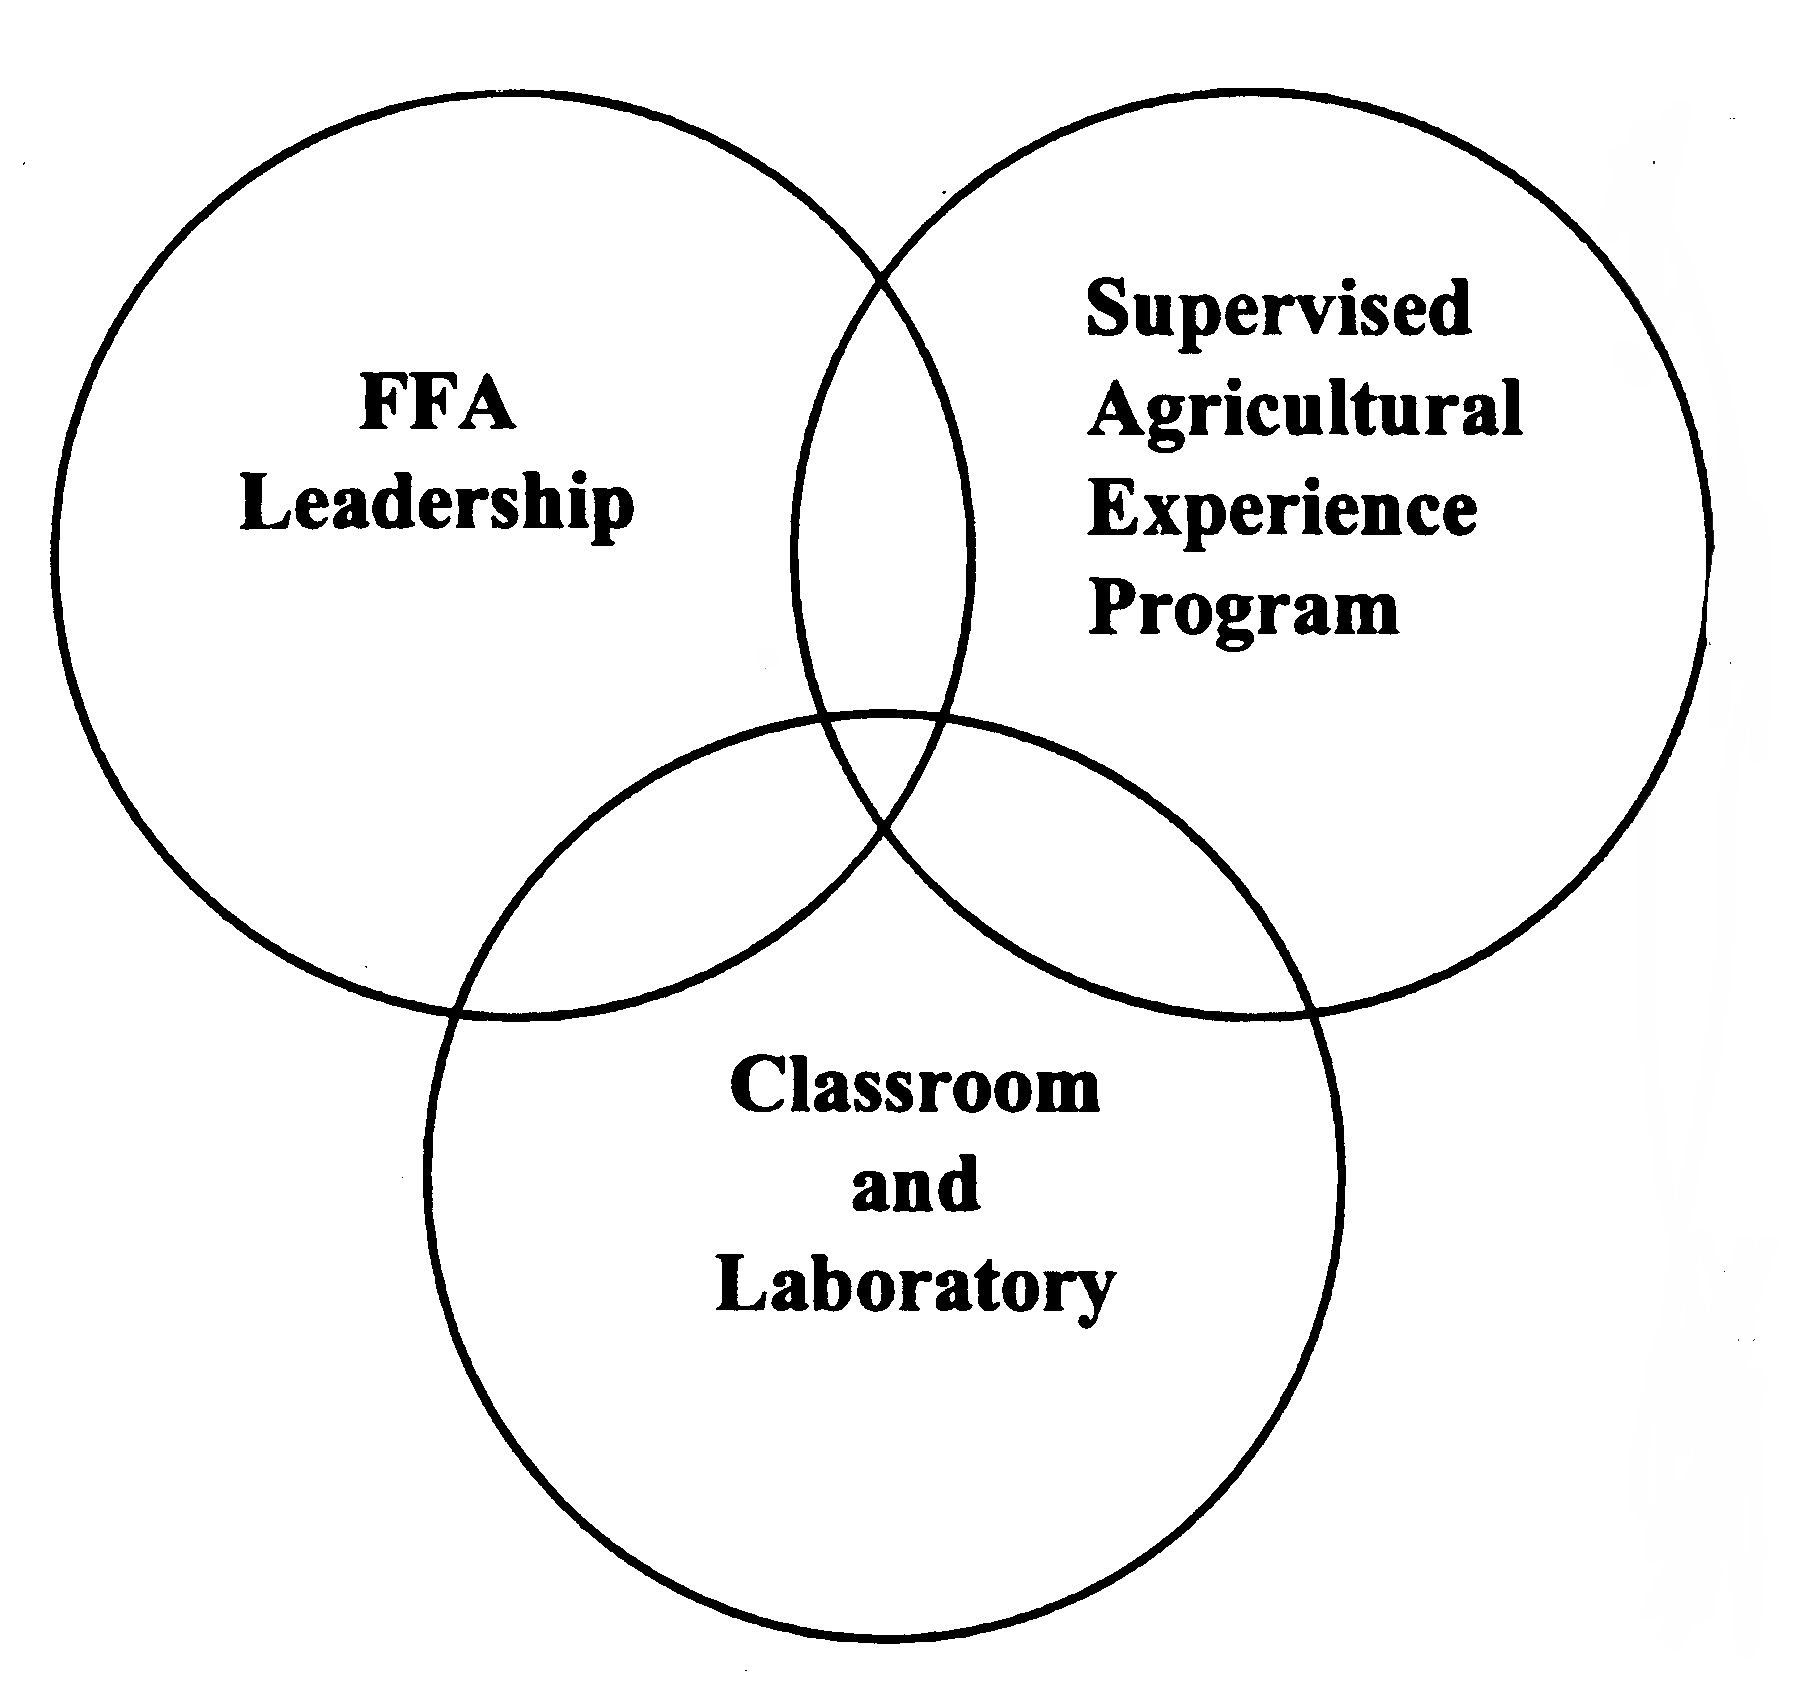 FFA
Leadership
Supervised
Agricultural
Experience
Program
Classroom
and
Laboratory